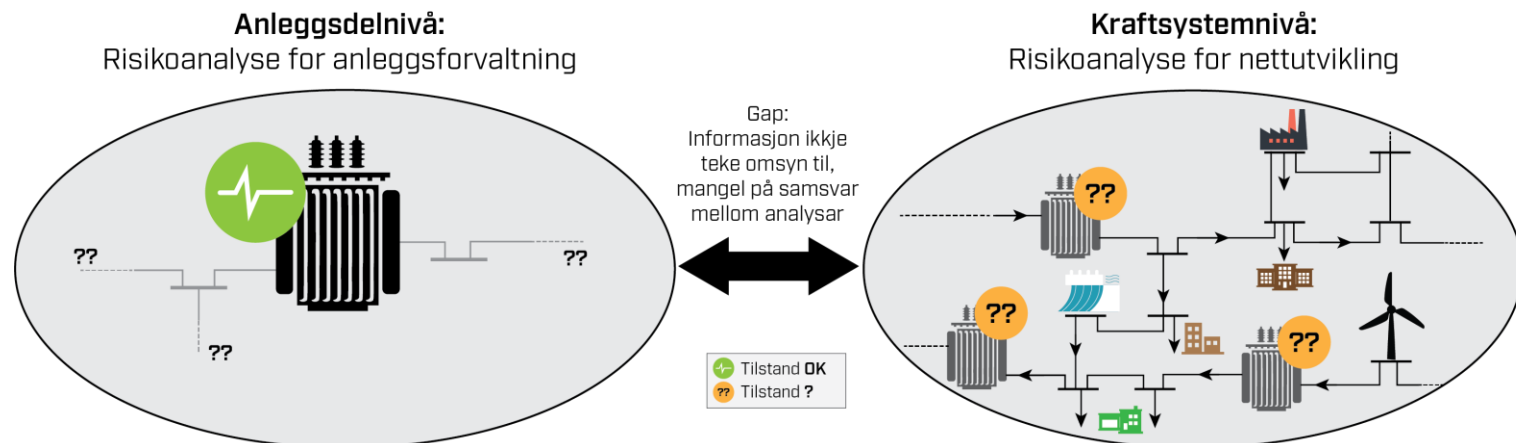 Anleggsdelnivå:
Risikoanalyse for anleggsforvaltning
Kraftsystemnivå:
Risikoanalyse for nettutvikling
Gap:
Informasjon ikkje
teke omsyn til,
mangel på samsvar
mellom analysar
??
??
??
??
??
??
Tilstand OK
?? Tilstand ?